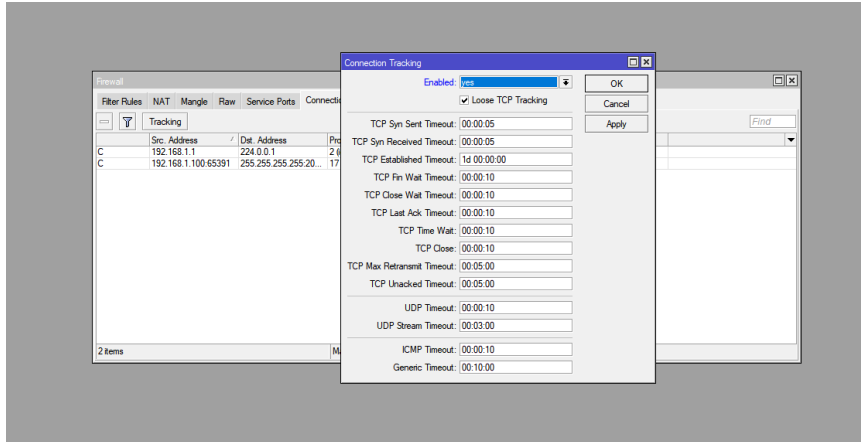 Connection Tracking
Enabled: yes
Loose TCP Tracking
TCP Syn Sent Timeout: 00:00:05
TCP Syn Received Timeout: 00:00:05
TCP Established Timeout: 1d 00:00:00
TCP Fin Wait Timeout: 00:00:10
TCP Close Wait Timeout: 00:00:10
TCP Last Ack Timeout: 00:00:10
TCP Time Wait: 00:00:10
TCP Close: 00:00:10
TCP Max Retransmit Timeout: 00:05:00
TCP Unacked Timeout: 00:05:00
UDP Timeout: 00:00:10
UDP Stream Timeout: 00:03:00
ICMP Timeout: 00:00:10
Generic Timeout: 00:10:00
OK
Cancel
Apply
Firewall
Filter Rules NAT Mangle Raw Service Ports
Tracking
Find
Src. Address Dst. Address
C 192.168.1.1 224.0.0.1 2
C 192.168.1.100:65391 255.255.255.255:20... 17
2 items